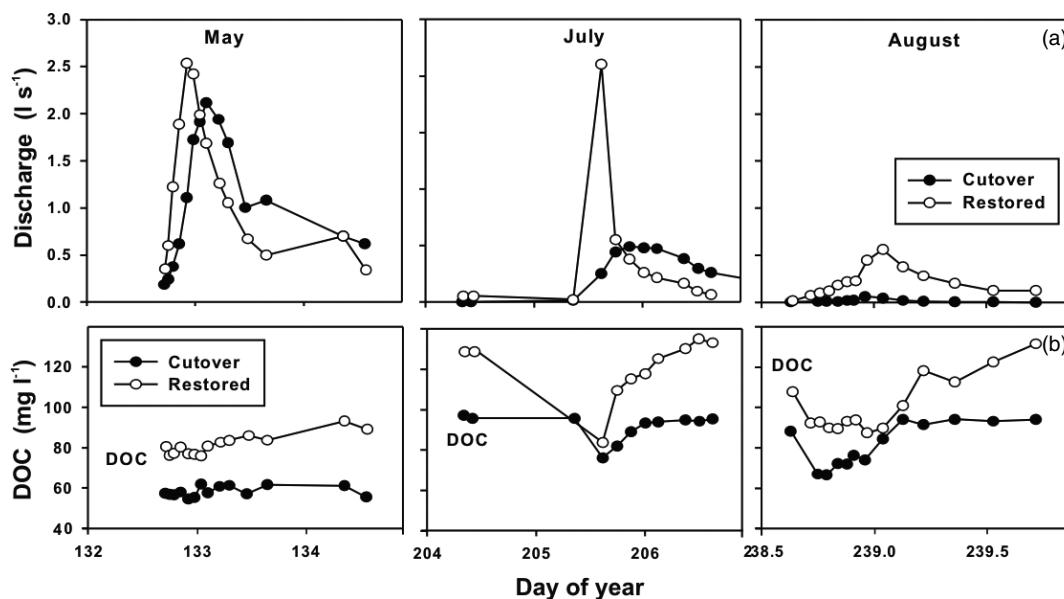 3.0
2.5
2.0
1.5
1.0
0.5
0.0
Discharge (l s-1)
May
July
August
(a)
Cutover
Restored
120
100
80
60
40
DOC (mg l-1)
Cutover
Restored
DOC
DOC
DOC
(b)
132
133
134
204
205
206
238.5
239.0
239.5
Day of year